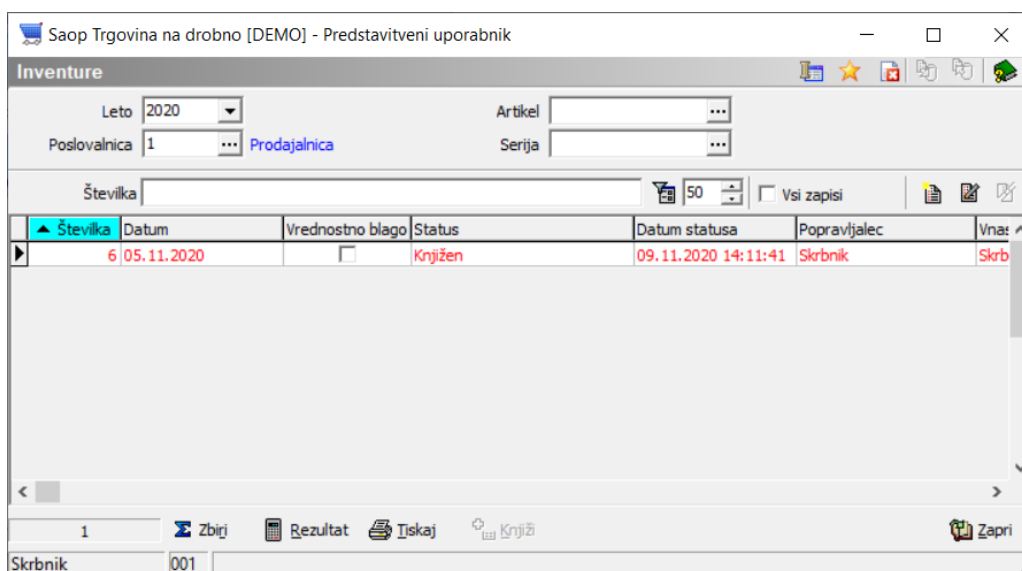 Saop Trgovina na drobno [DEMO] - Predstavitveni uporabnik
Inventure
Leto 2020 Artikel
Poslovalnica 1 Prodajalnica Serija
Številka 50 Vsi zapisi
Številka Datum Vrednostno blago Status Datum statusa Popravljalec Vnas
6 05.11.2020 Knjižen 09.11.2020 14:11:41 Skrbnik Skrb
1 Zbiri Rezultat Tiskaj Knjiži Zapri
Skrbnik 001